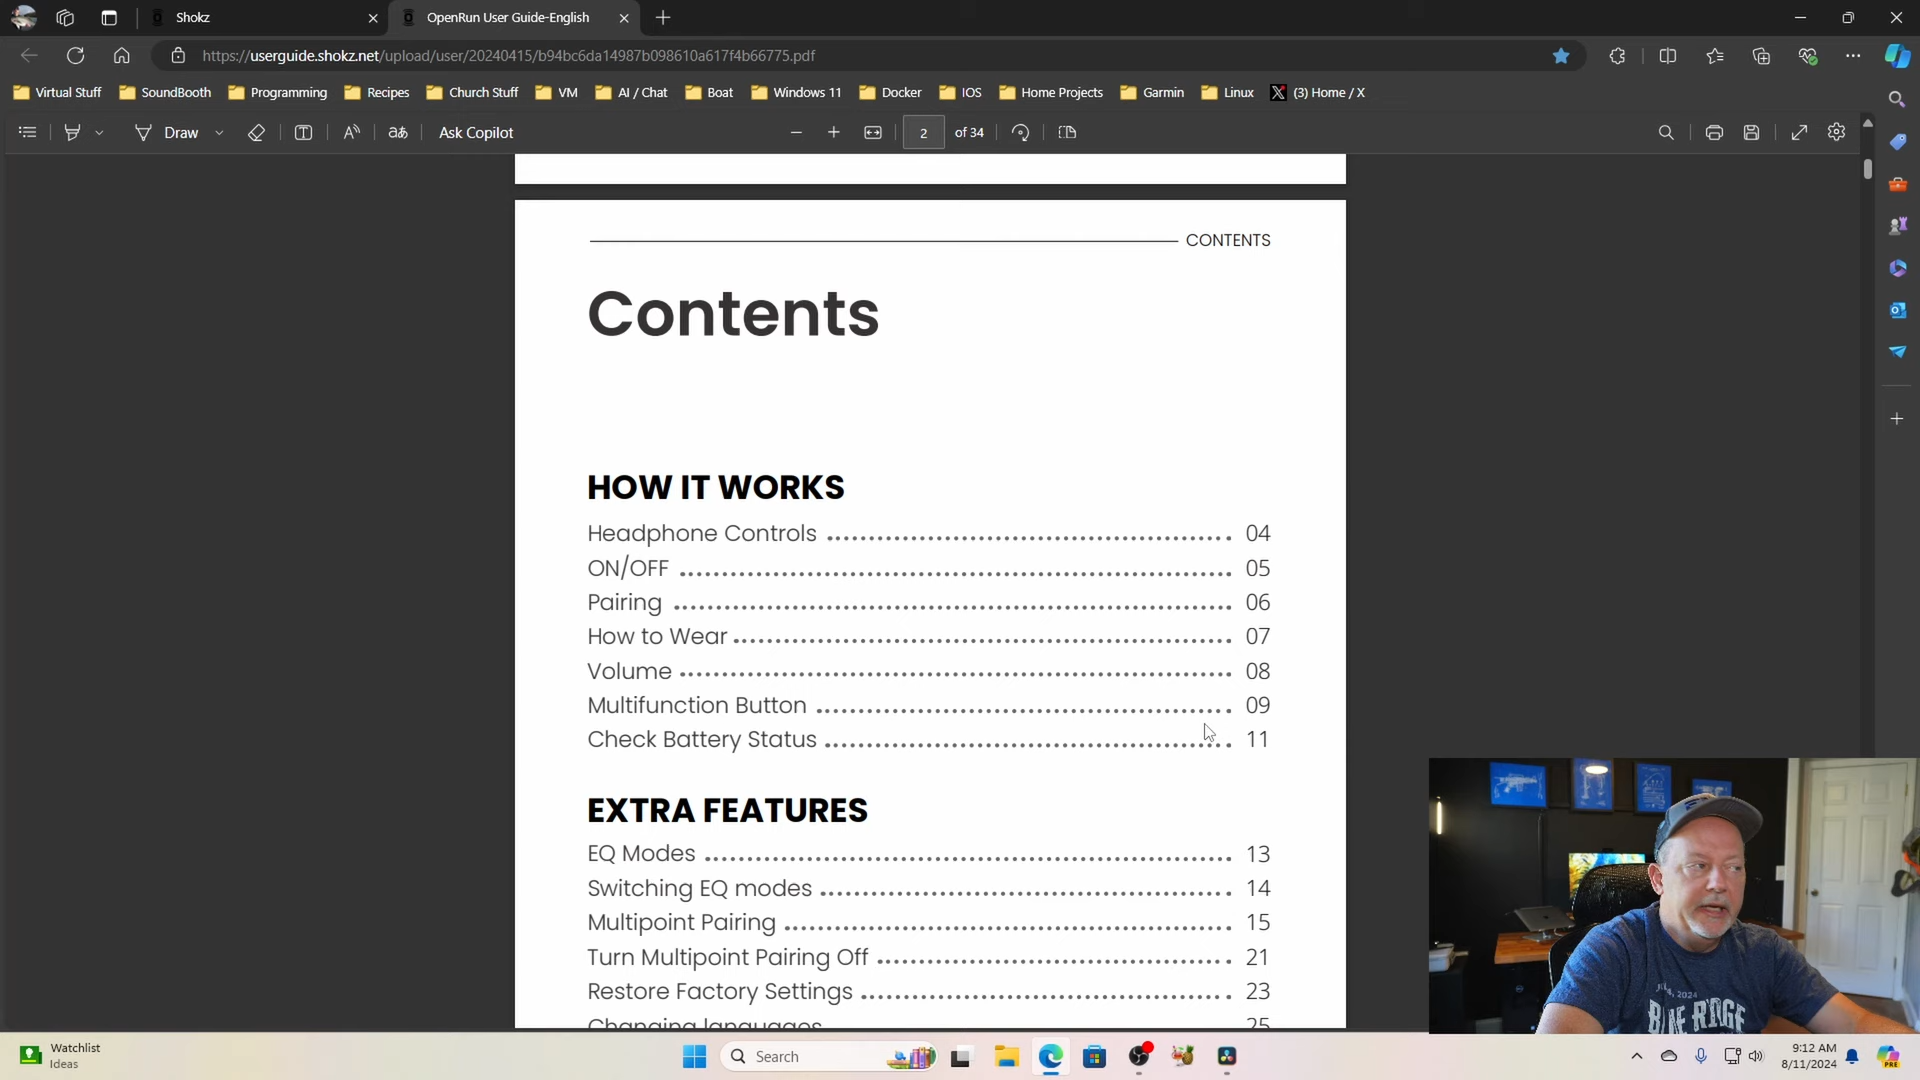 Shokz
OpenRun User Guide-English
https://userguide.shokz.net/upload/user/20240415/b94bc6da14987b098610a617f4b66775.pdf
Virtual Stuff
SoundBooth
Programming
Recipes
Church Stuff
VM
AI / Chat
Boat
Windows 11
Docker
IOS
Home Projects
Garmin
Linux
(3) Home / X
Draw
Ask Copilot
2 of 34
CONTENTS
Contents
HOW IT WORKS
Headphone Controls 04
ON/OFF 05
Pairing 06
How to Wear 07
Volume 08
Multifunction Button 09
Check Battery Status 11
EXTRA FEATURES
EQ Modes 13
Switching EQ modes 14
Multipoint Pairing 15
Turn Multipoint Pairing Off 21
Restore Factory Settings 23
Changing languages 25
BLUE RIDGE
Watchlist
Ideas
Search
9:12 AM
8/11/2024
PRE